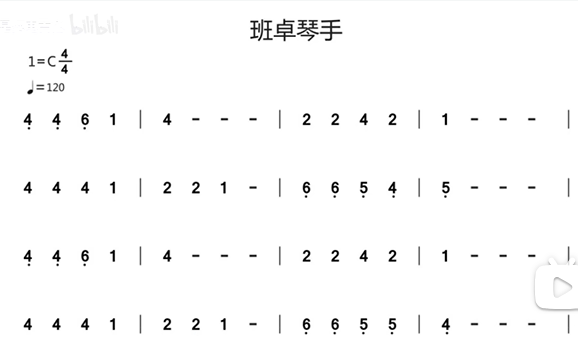 bilibili
班卓琴手
1=C 4/4
♩=120
4̣ 4̣ 6̣ 1 | 4 - - - | 2 2 4 2 | 1 - - - |
4 4 4 1 | 2 2 1 - | 6̣ 6̣ 5̣ 4̣ | 5̣ - - - |
4̣ 4̣ 6̣ 1 | 4 - - - | 2 2 4 2 | 1 - - - |
4 4 4 1 | 2 2 1 - | 6̣ 6̣ 5̣ 5̣ | 4̣ - - - |